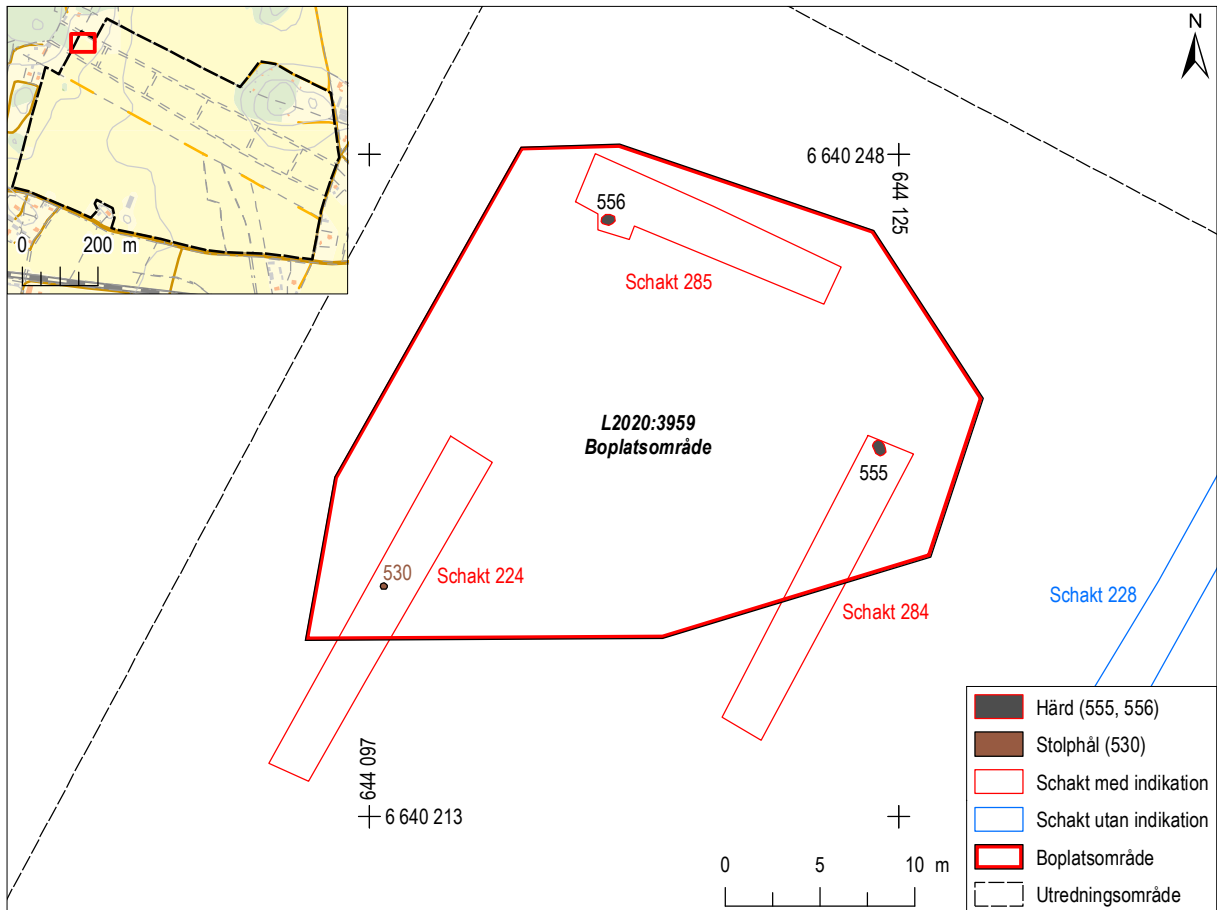 N
0 200 m
6 640 248
644 125
556
Schakt 285
L2020:3959
Boplatsområde
555
530
Schakt 224
Schakt 284
Schakt 228
644 097
6 640 213
0 5 10 m
Härd (555, 556)
Stolphål (530)
Schakt med indikation
Schakt utan indikation
Boplatsområde
Utredningsområde